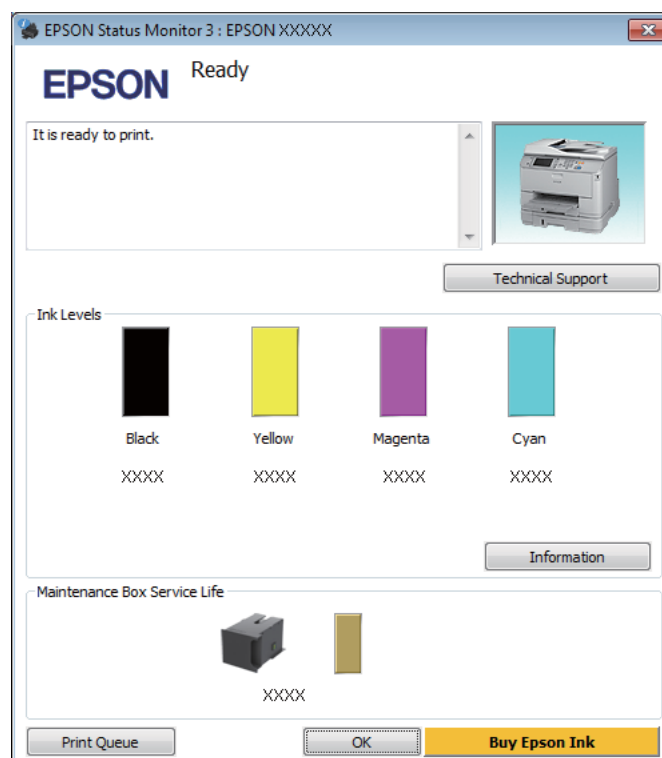 EPSON Status Monitor 3 : EPSON XXXXX
EPSON
Ready
It is ready to print.
Technical Support
Ink Levels
Black Yellow Magenta Cyan
XXXX XXXX XXXX XXXX
Information
Maintenance Box Service Life
XXXX
Print Queue OK Buy Epson Ink